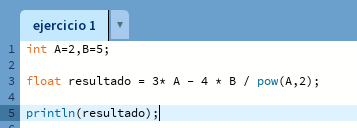 ejercicio 1 ▼
1 int A=2,B=5;
2
3 float resultado = 3* A - 4 * B / pow(A,2);
4
5 println(resultado);